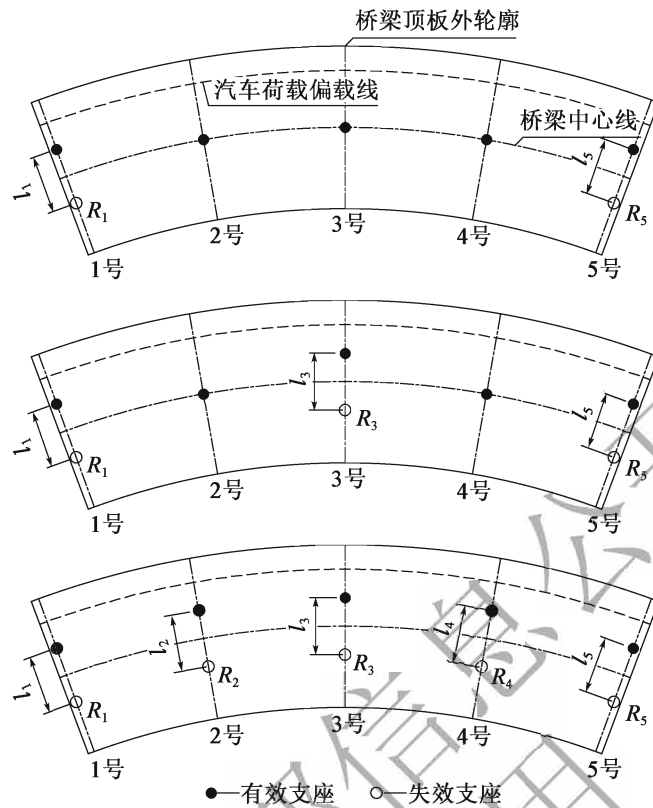 桥梁顶板外轮廓
汽车荷载偏载线
桥梁中心线
l₁
R₁
l₅
R₅
1号
2号
3号
4号
5号
l₁
R₁
l₃
R₃
l₅
R₅
1号
2号
3号
4号
5号
l₁
R₁
l₂
R₂
l₃
R₃
l₄
R₄
l₅
R₅
1号
2号
3号
4号
5号
●—有效支座 ○—失效支座